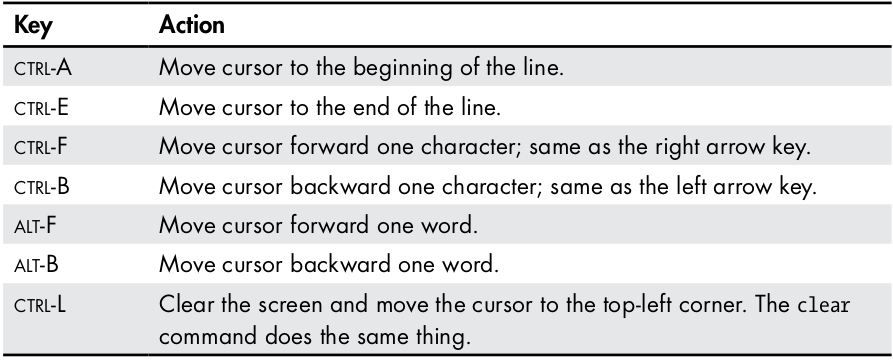 Key Action
CTRL-A Move cursor to the beginning of the line.
CTRL-E Move cursor to the end of the line.
CTRL-F Move cursor forward one character; same as the right arrow key.
CTRL-B Move cursor backward one character; same as the left arrow key.
ALT-F Move cursor forward one word.
ALT-B Move cursor backward one word.
CTRL-L Clear the screen and move the cursor to the top-left corner. The clear
command does the same thing.